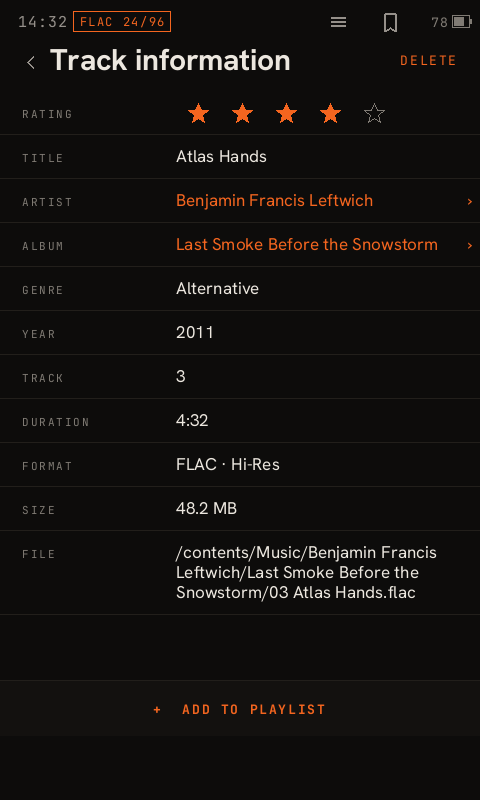 14:32 FLAC 24/96 78
‹ Track information DELETE
RATING
TITLE Atlas Hands
ARTIST Benjamin Francis Leftwich ›
ALBUM Last Smoke Before the Snowstorm ›
GENRE Alternative
YEAR 2011
TRACK 3
DURATION 4:32
FORMAT FLAC · Hi-Res
SIZE 48.2 MB
FILE /contents/Music/Benjamin Francis
Leftwich/Last Smoke Before the
Snowstorm/03 Atlas Hands.flac
+ ADD TO PLAYLIST